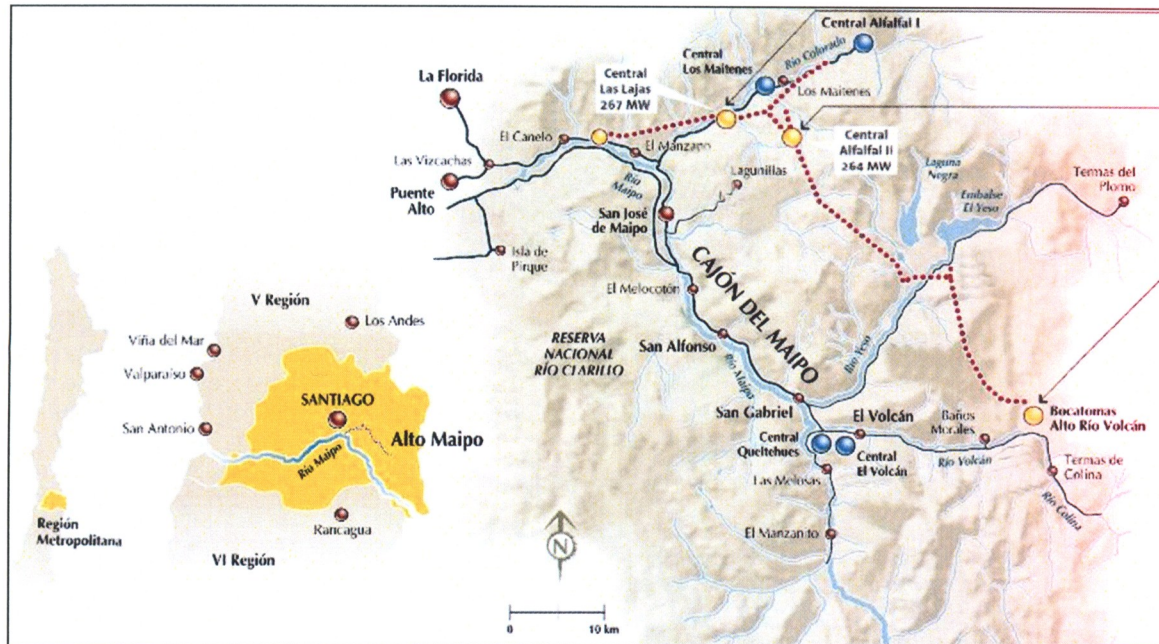 Central Alfalfal I
Central
Los Maitenes
Río Colorado
La Florida
Central
Las Lajas
267 MW
Los Maitenes
El Canelo
El Manzano
Central
Alfalfal II
264 MW
Las Vizcachas
Lagunillas
Laguna
Negra
Termas del
Plomo
Puente
Alto
Río
Maipo
Embalse
El Yeso
San José
de Maipo
Isla de
Pirque
CAJÓN DEL MAIPO
El Melocotón
V Región
Los Andes
Viña del Mar
RESERVA
NACIONAL
RÍO CLARILLO
San Alfonso
Río Yeso
Valparaíso
Río Maipo
SANTIAGO
San Gabriel
El Volcán
Baños
Morales
Bocatomas
Alto Río Volcán
San Antonio
Alto Maipo
Río Maipo
Central
Queltehues
Central
El Volcán
Río Volcán
Termas de
Colina
Las Melosas
Río Colina
Región
Metropolitana
Rancagua
El Manzanito
VI Región
N
0 10 km